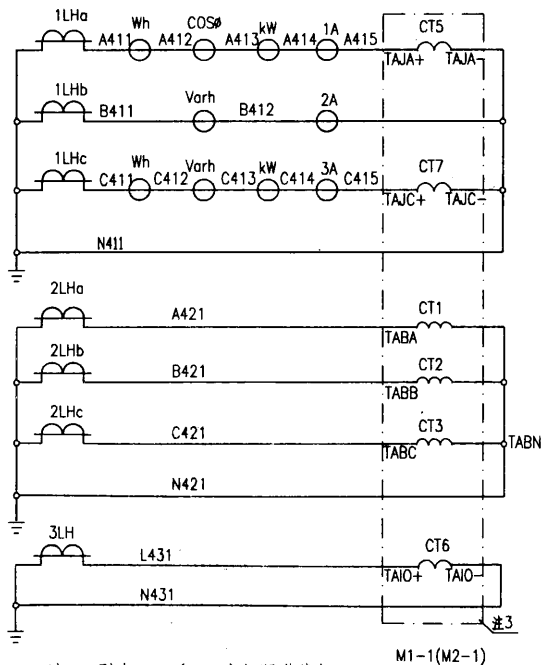 1LHa A411 Wh A412 COSø A413 kW A414 1A A415 CT5
TAJA+ TAJA-
1LHb B411 Varh B412 2A
1LHc C411 Wh C412 Varh C413 kW C414 3A C415 CT7
TAJC+ TAJC-
N411
2LHa A421 CT1
TABA
2LHb B421 CT2
TABB
2LHc C421 CT3
TABC TABN
N421
3LH L431 CT6
TAIO+ TAIO-
N431
注3
M1-1(M2-1)